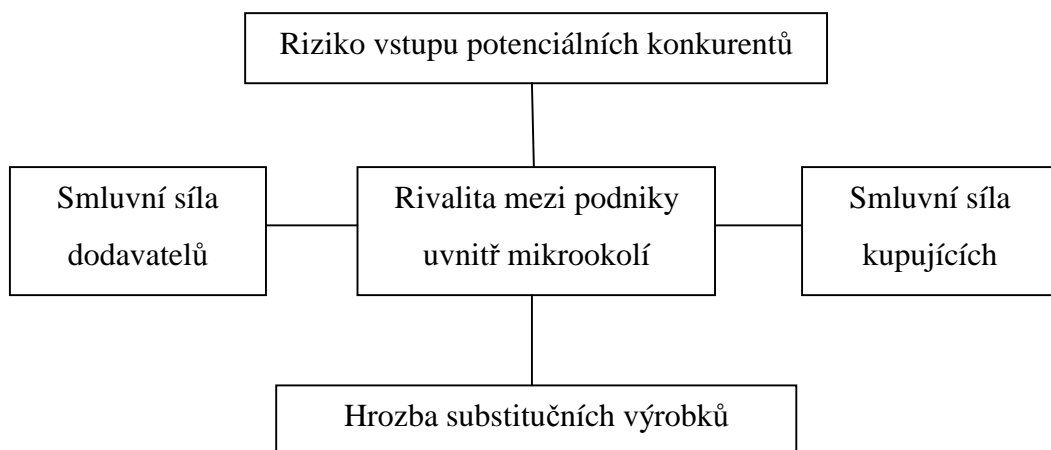 Riziko vstupu potenciálních konkurentů
Smluvní síla
dodavatelů
Rivalita mezi podniky
uvnitř mikrookolí
Smluvní síla
kupujících
Hrozba substitučních výrobků